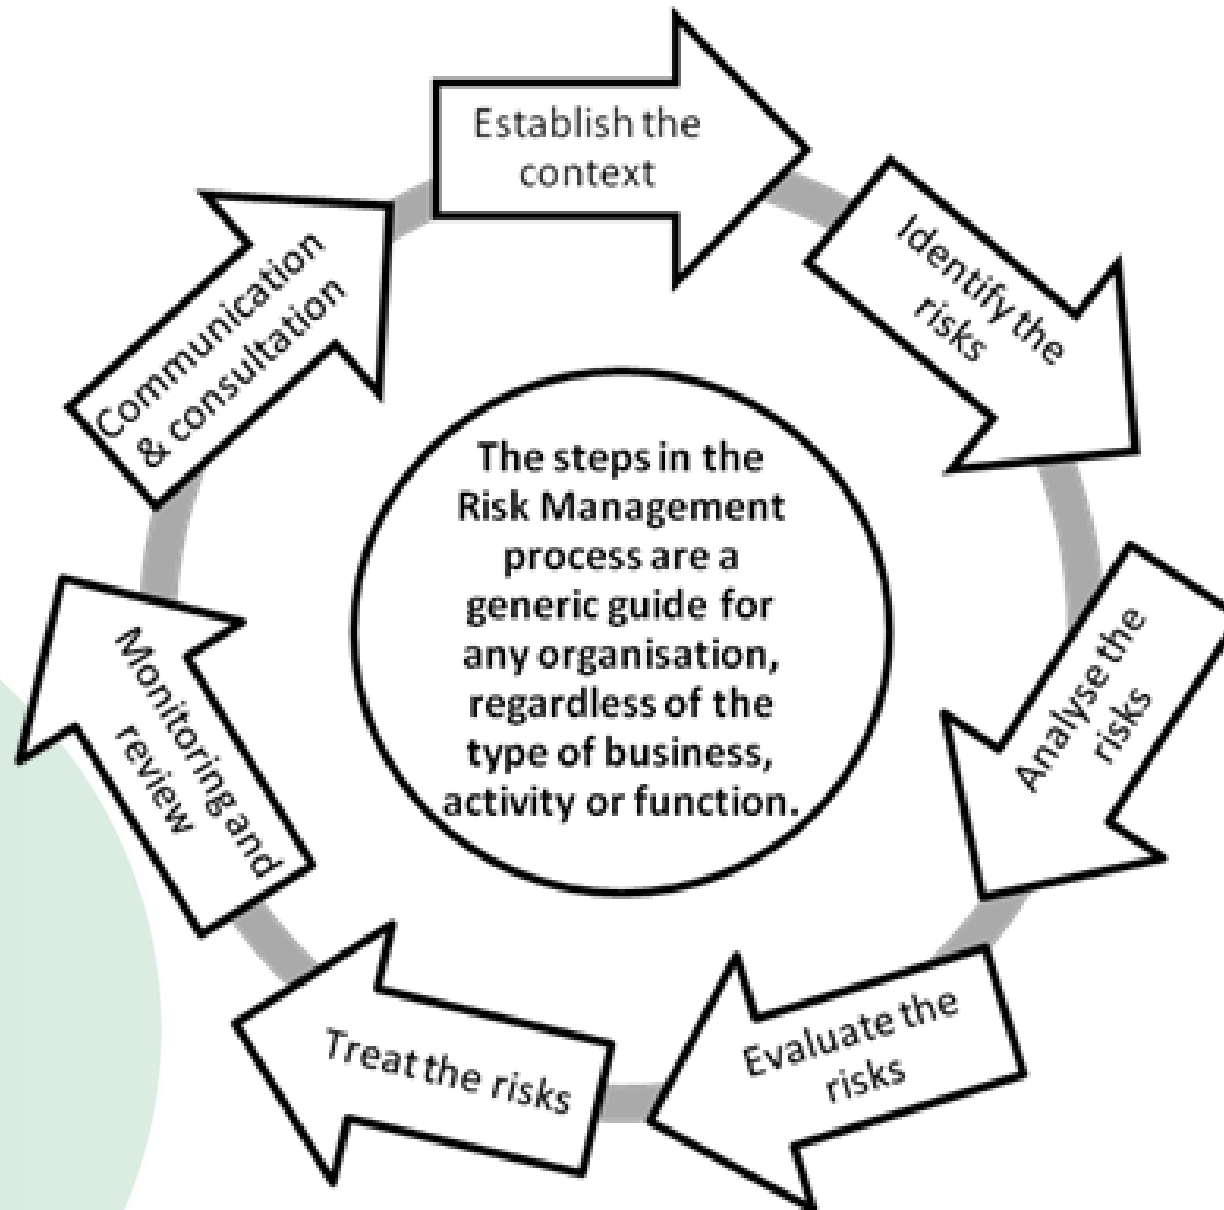 Establish the
context
Identify the
risks
Analyse the
risks
Evaluate the
risks
Treat the risks
Monitoring and
review
Communication
& consultation
The steps in the
Risk Management
process are a
generic guide for
any organisation,
regardless of the
type of business,
activity or function.